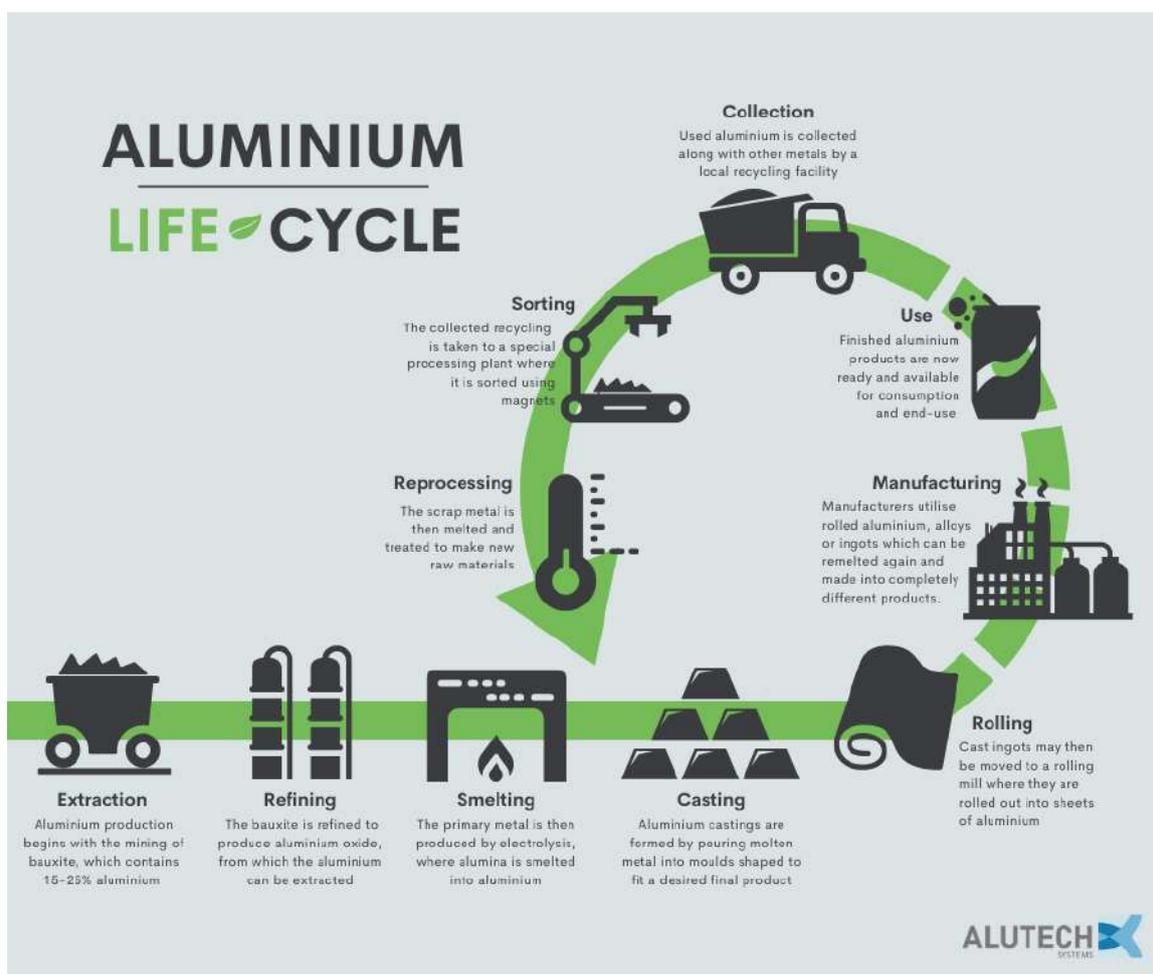 ALUMINIUM
LIFE CYCLE
Collection
Used aluminium is collected
along with other metals by a
local recycling facility
Sorting
The collected recycling
is taken to a special
processing plant where
it is sorted using
magnets
Use
Finished aluminium
products are now
ready and available
for consumption
and end-use
Reprocessing
The scrap metal is
then melted and
treated to make new
raw materials
Manufacturing
Manufacturers utilise
rolled aluminium, alloys
or ingots which can be
remelted again and
made into completely
different products.
Rolling
Cast ingots may then
be moved to a rolling
mill where they are
rolled out into sheets
of aluminium
Extraction
Aluminium production
begins with the mining of
bauxite, which contains
15-25% aluminium
Refining
The bauxite is refined to
produce aluminium oxide,
from which the aluminium
can be extracted
Smelting
The primary metal is then
produced by electrolysis,
where alumina is smelted
into aluminium
Casting
Aluminium castings are
formed by pouring molten
metal into moulds shaped to
fit a desired final product
ALUTECH
SYSTEMS